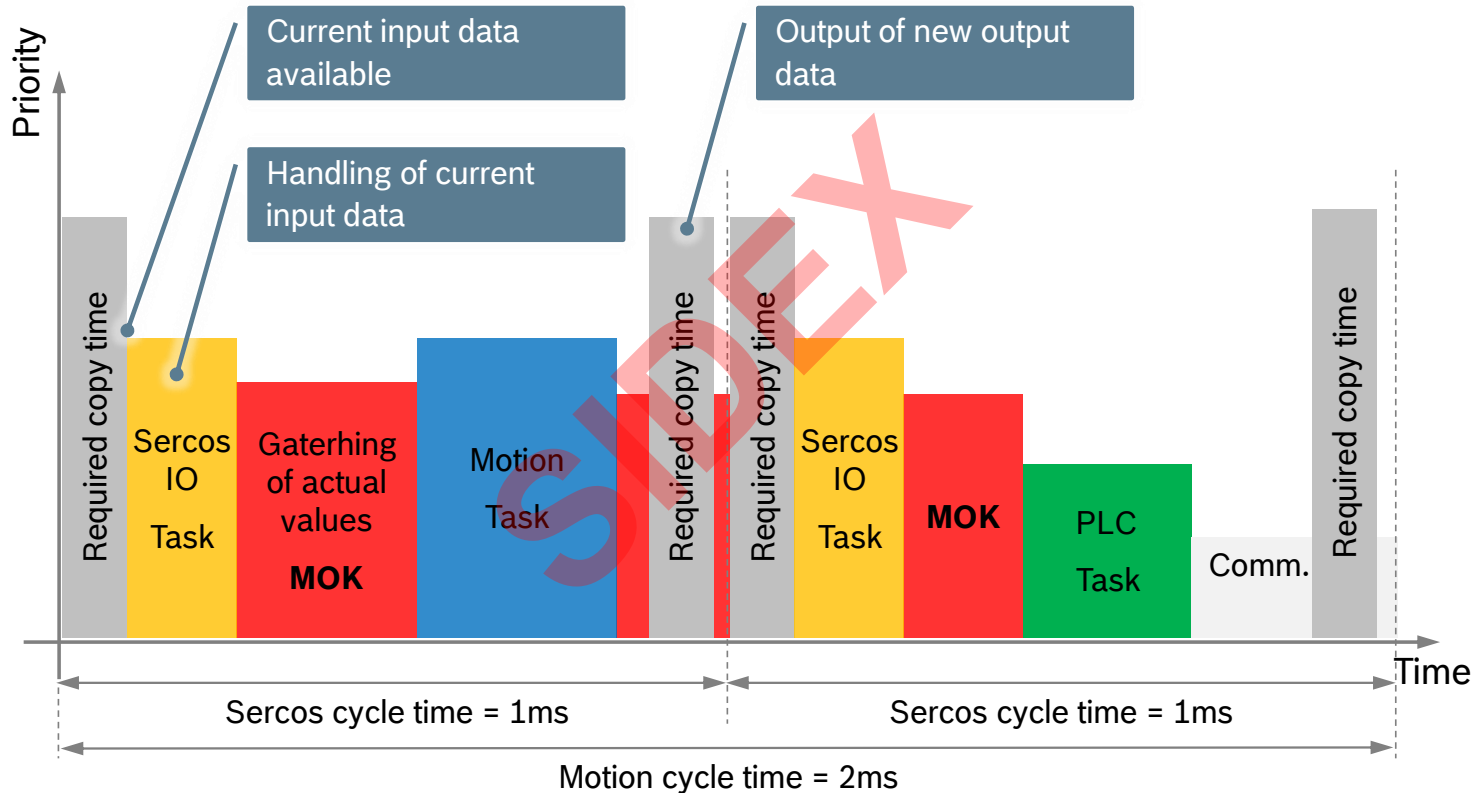 Priority
Current input data
available
Output of new output
data
Handling of current
input data
Required copy time
Sercos
IO
Task
Gaterhing
of actual
values
MOK
Motion
Task
Required copy time
Required copy time
Sercos
IO
Task
MOK
PLC
Task
Comm.
Required copy time
SIDEX
Time
Sercos cycle time = 1ms
Sercos cycle time = 1ms
Motion cycle time = 2ms